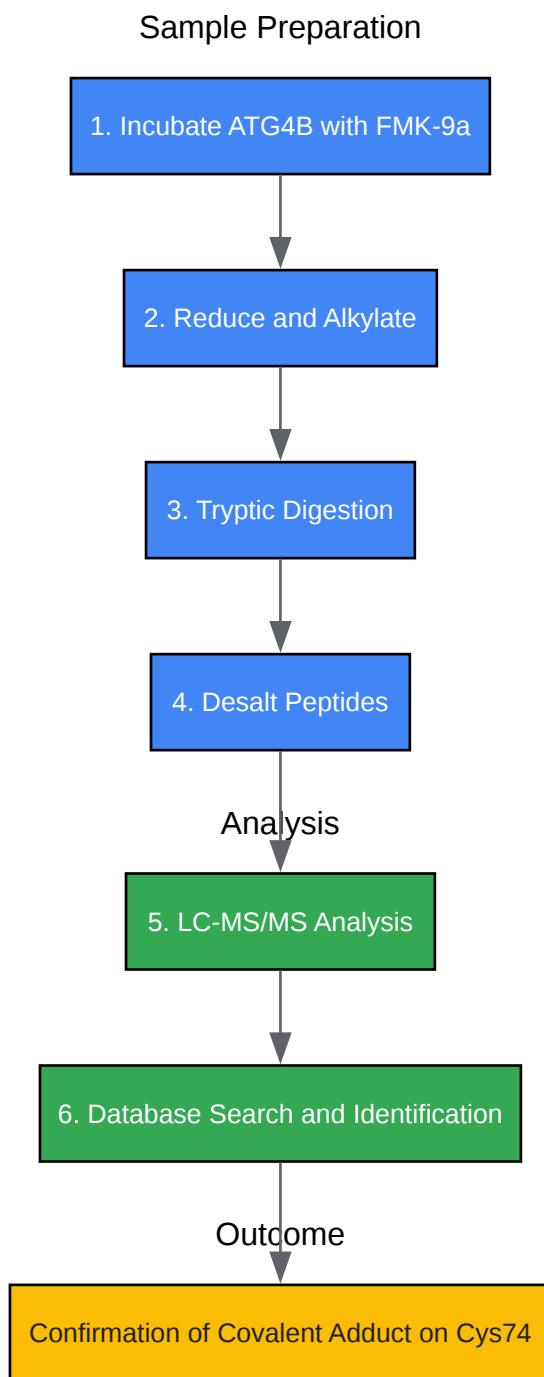 Sample Preparation
1. Incubate ATG4B with FMK-9a
2. Reduce and Alkylate
3. Tryptic Digestion
4. Desalt Peptides
Analysis
5. LC-MS/MS Analysis
6. Database Search and Identification
Outcome
Confirmation of Covalent Adduct on Cys74